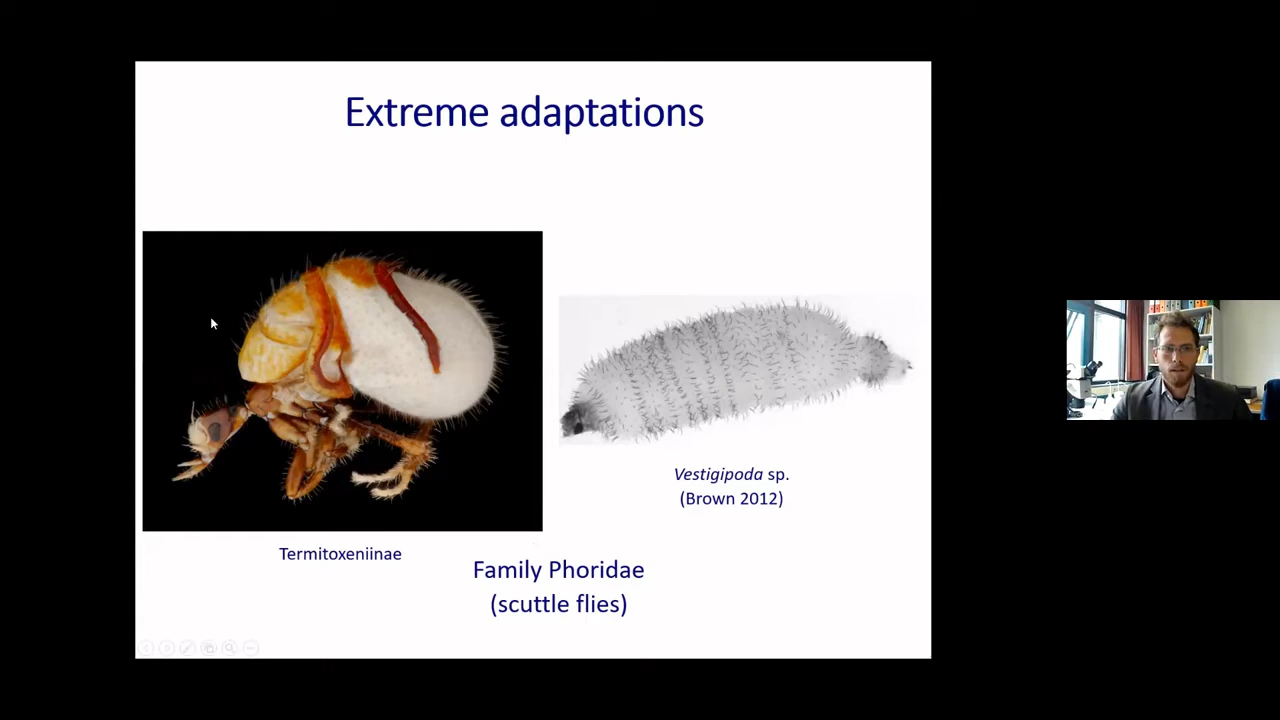 Extreme adaptations
Vestigipoda sp.
(Brown 2012)
Termitoxeniinae
Family Phoridae
(scuttle flies)